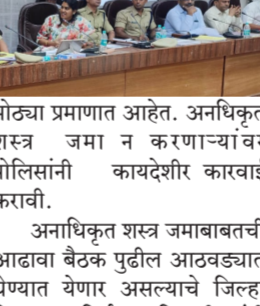 मोठ्या प्रमाणात आहेत. अनधिकृत
शस्त्र जमा न करणाऱ्यांवर
पोलिसांनी कायदेशीर कारवाई
करावी.
अनाधिकृत शस्त्र जमाबाबतची
आढावा बैठक पुढील आठवड्यात
घेण्यात येणार असल्याचे जिल्हा